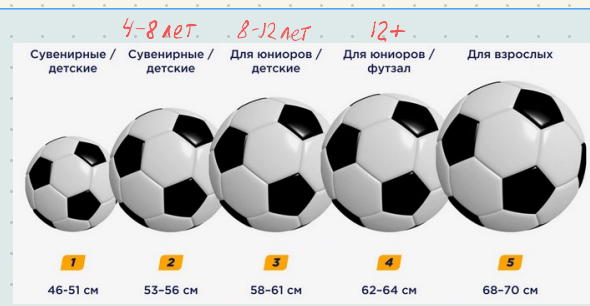 4-8 лет 8-12 лет 12+
Сувенирные / Сувенирные / Для юниоров / Для юниоров / Для взрослых
детские детские детские футзал
1 2 3 4 5
46-51 см 53–56 см 58–61 см 62–64 см 68–70 см